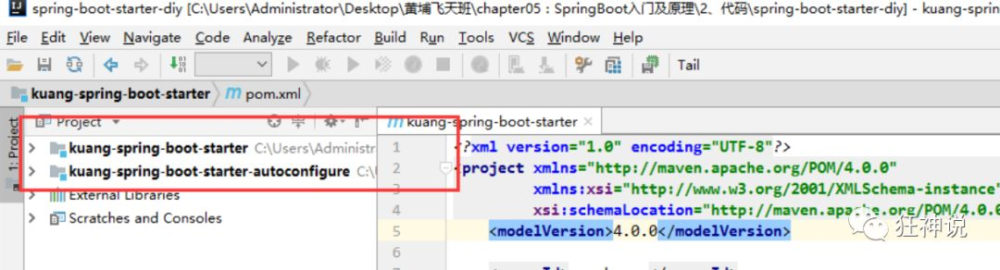 spring-boot-starter-diy [C:\Users\Administrator\Desktop\黄埔飞天班\chapter05：SpringBoot入门及原理\2、代码\spring-boot-starter-diy] - kuang-spring
File Edit View Navigate Code Analyze Refactor Build Run Tools VCS Window Help
Tail
kuang-spring-boot-starter pom.xml
1: Project
Project
kuang-spring-boot-starter
kuang-spring-boot-starter C:\Users\Administra
kuang-spring-boot-starter-autoconfigure C:\U
External Libraries
Scratches and Consoles
1 <?xml version="1.0" encoding="UTF-8"?>
2 <project xmlns="http://maven.apache.org/POM/4.0.0"
3 xmlns:xsi="http://www.w3.org/2001/XMLSchema-instance"
4 xsi:schemaLocation="http://maven.apache.org/POM/4.0.0
5 <modelVersion>4.0.0</modelVersion>
6
狂神说